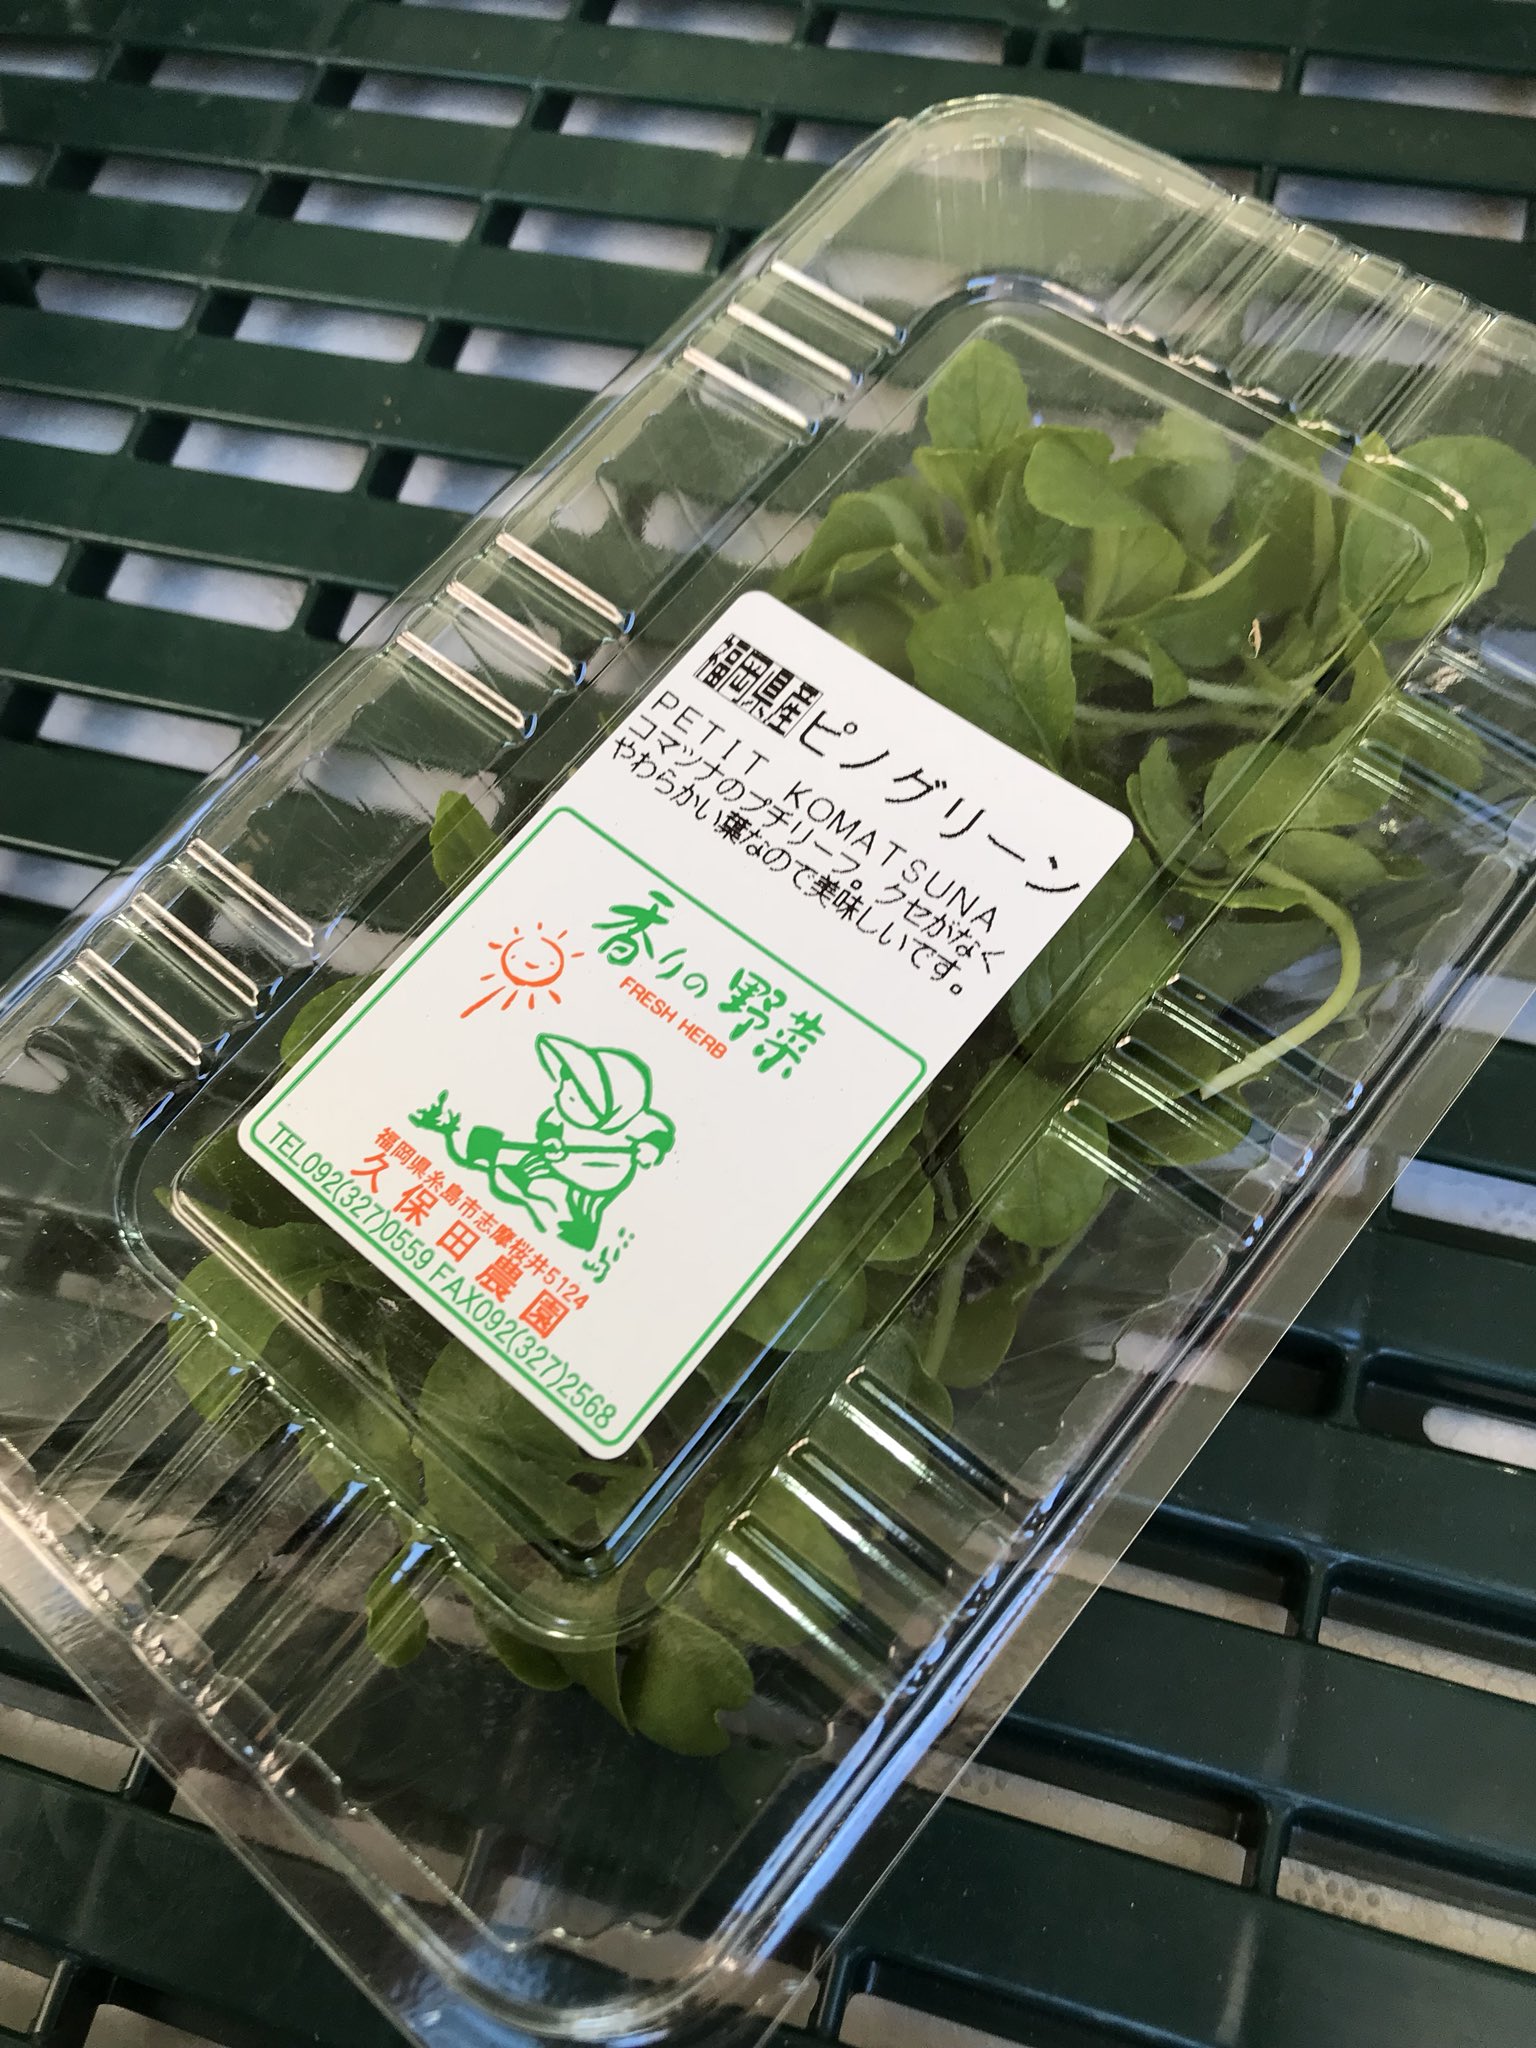 福岡県産ピノグリーン
PETIT KOMATSUNA
コマツナのプチリーフ。クセがなく
やわらかい葉なので美味しいです。
香りの野菜
FRESH HERB
福岡県糸島市志摩桜井5124
久保田農園
TEL092(327)0559 FAX092(327)2568